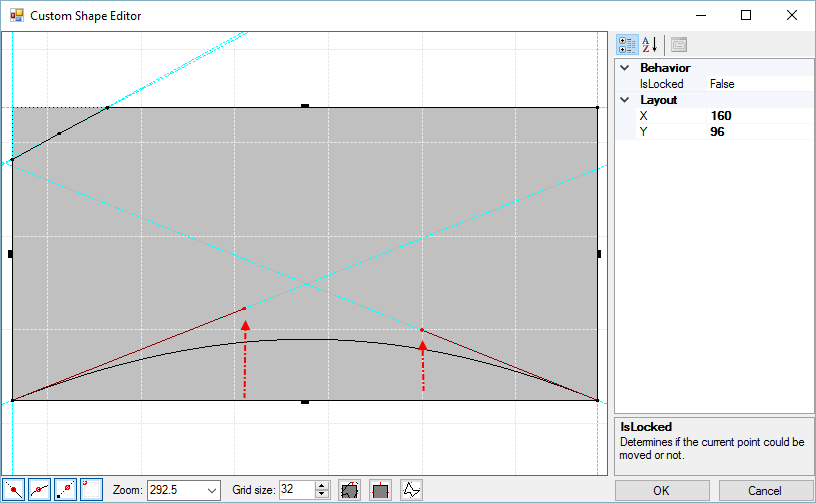 Custom Shape Editor
A
Z
Behavior
IsLocked False
Layout
X 160
Y 96
IsLocked
Determines if the current point could be
moved or not.
Zoom: 292.5 Grid size: 32
OK Cancel